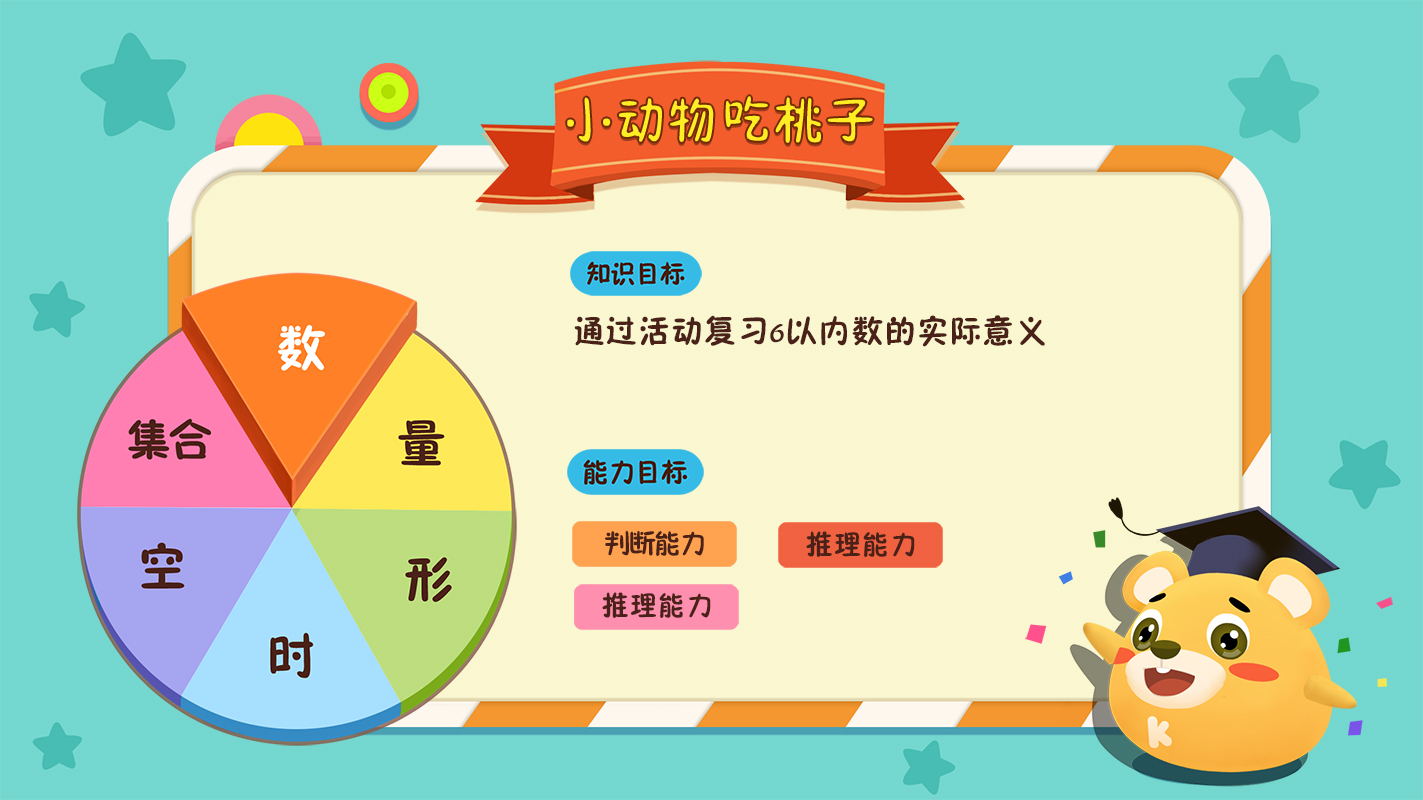 小动物吃桃子
知识目标
通过活动复习6以内数的实际意义
能力目标
判断能力 推理能力
推理能力
数
集合 量
空 形
时
K